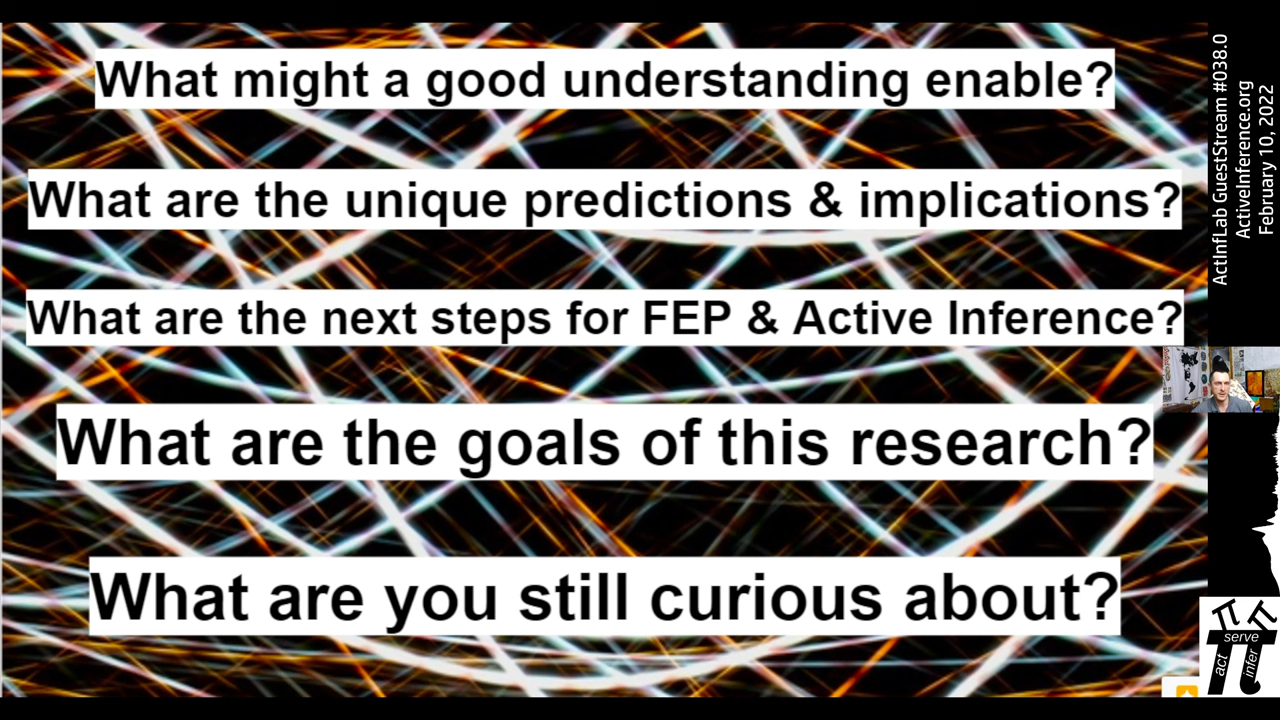 What might a good understanding enable?
What are the unique predictions & implications?
What are the next steps for FEP & Active Inference?
What are the goals of this research?
What are you still curious about?
ActInfLab GuestStream #038.0
ActiveInference.org
February 10, 2022
serve
act
infer